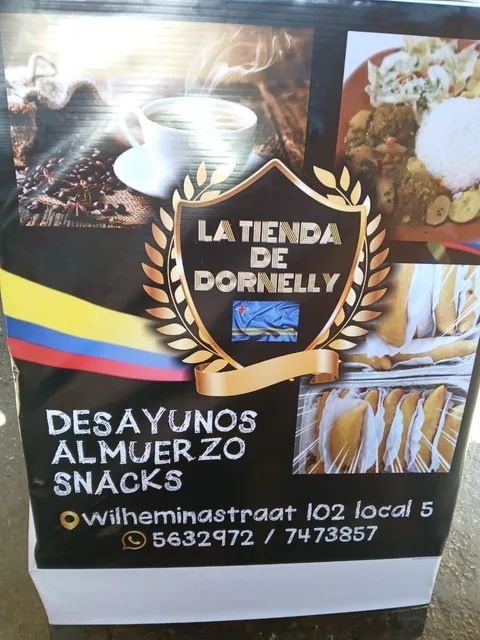 LA TIENDA
DE
DORNELLY
DESAYUNOS
ALMUERZO
SNACKS
wilheminastraat 102 local 5
5632972 / 7473857